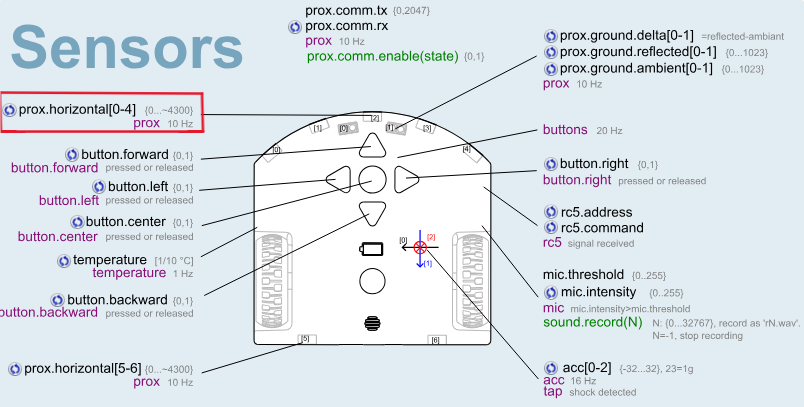 Sensors
prox.comm.tx {0,2047}
prox.comm.rx
prox 10 Hz
prox.comm.enable(state) {0,1}
prox.ground.delta[0-1] =reflected-ambiant
prox.ground.reflected[0-1] {0...1023}
prox.ground.ambient[0-1] {0...1023}
prox 10 Hz
prox.horizontal[0-4] {0...~4300}
prox 10 Hz
[0]
[1]
[0]
[2]
[1]
[3]
[4]
buttons 20 Hz
button.forward {0,1}
button.forward pressed or released
button.left {0,1}
button.left pressed or released
button.center {0,1}
button.center pressed or released
temperature [1/10 °C]
temperature 1 Hz
button.backward {0,1}
button.backward pressed or released
prox.horizontal[5-6] {0...~4300}
prox 10 Hz
button.right {0,1}
button.right pressed or released
rc5.address
rc5.command
rc5 signal received
[0]
[2]
[1]
mic.threshold {0...255}
mic.intensity {0...255}
mic mic.intensity>mic.threshold
sound.record(N) N: {0...32767}, record as 'rN.wav'.
N=-1, stop recording
[5]
[6]
acc[0-2] {-32...32}, 23=1g
acc 16 Hz
tap shock detected